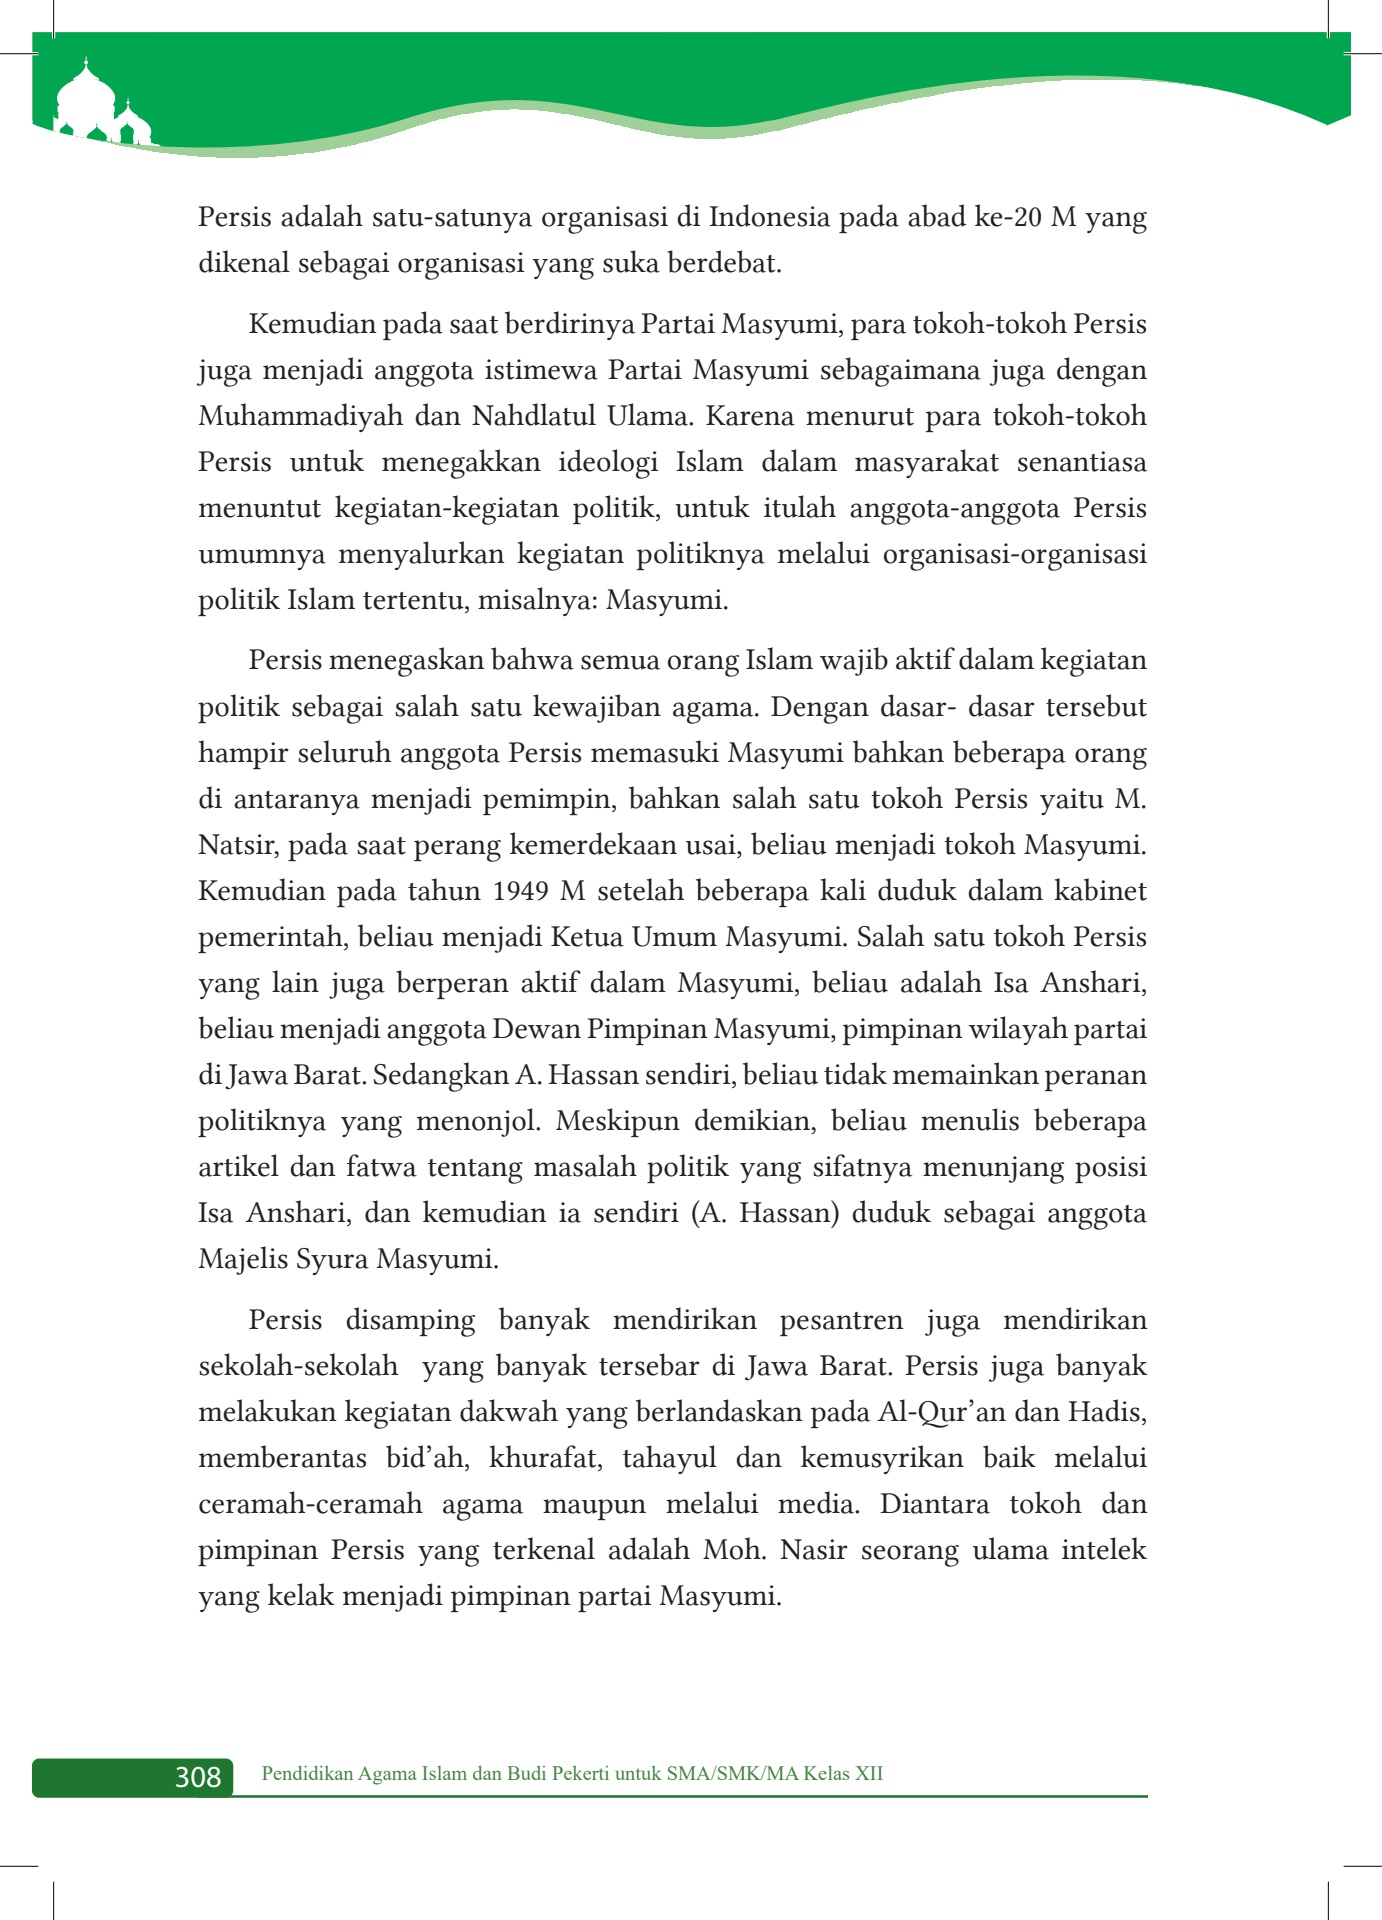 Persis adalah satu-satunya organisasi di Indonesia pada abad ke-20 M yang
dikenal sebagai organisasi yang suka berdebat.
Kemudian pada saat berdirinya Partai Masyumi, para tokoh-tokoh Persis
juga menjadi anggota istimewa Partai Masyumi sebagaimana juga dengan
Muhammadiyah dan Nahdlatul Ulama. Karena menurut para tokoh-tokoh
Persis untuk menegakkan ideologi Islam dalam masyarakat senantiasa
menuntut kegiatan-kegiatan politik, untuk itulah anggota-anggota Persis
umumnya menyalurkan kegiatan politiknya melalui organisasi-organisasi
politik Islam tertentu, misalnya: Masyumi.
Persis menegaskan bahwa semua orang Islam wajib aktif dalam kegiatan
politik sebagai salah satu kewajiban agama. Dengan dasar- dasar tersebut
hampir seluruh anggota Persis memasuki Masyumi bahkan beberapa orang
di antaranya menjadi pemimpin, bahkan salah satu tokoh Persis yaitu M.
Natsir, pada saat perang kemerdekaan usai, beliau menjadi tokoh Masyumi.
Kemudian pada tahun 1949 M setelah beberapa kali duduk dalam kabinet
pemerintah, beliau menjadi Ketua Umum Masyumi. Salah satu tokoh Persis
yang lain juga berperan aktif dalam Masyumi, beliau adalah Isa Anshari,
beliau menjadi anggota Dewan Pimpinan Masyumi, pimpinan wilayah partai
di Jawa Barat. Sedangkan A. Hassan sendiri, beliau tidak memainkan peranan
politiknya yang menonjol. Meskipun demikian, beliau menulis beberapa
artikel dan fatwa tentang masalah politik yang sifatnya menunjang posisi
Isa Anshari, dan kemudian ia sendiri (A. Hassan) duduk sebagai anggota
Majelis Syura Masyumi.
Persis disamping banyak mendirikan pesantren juga mendirikan
sekolah-sekolah yang banyak tersebar di Jawa Barat. Persis juga banyak
melakukan kegiatan dakwah yang berlandaskan pada Al-Qur’an dan Hadis,
memberantas bid’ah, khurafat, tahayul dan kemusyrikan baik melalui
ceramah-ceramah agama maupun melalui media. Diantara tokoh dan
pimpinan Persis yang terkenal adalah Moh. Nasir seorang ulama intelek
yang kelak menjadi pimpinan partai Masyumi.
308 Pendidikan Agama Islam dan Budi Pekerti untuk SMA/SMK/MA Kelas XII